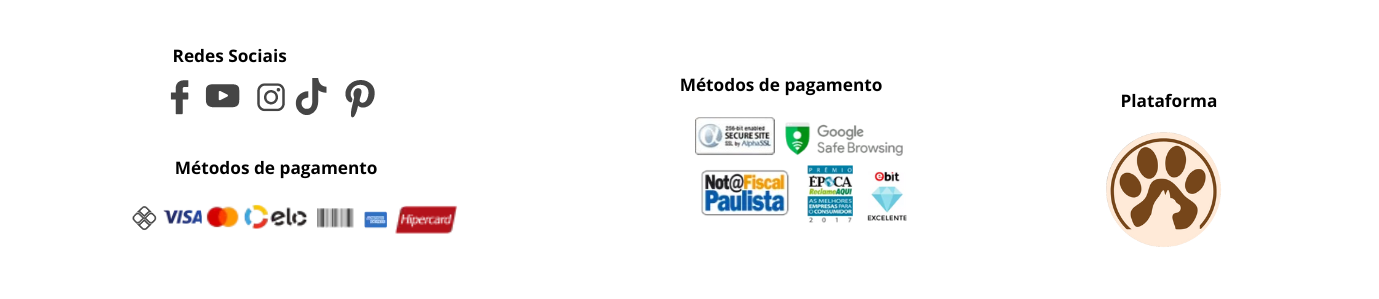 Redes Sociais
Métodos de pagamento
VISA
elo
Hipercard
Métodos de pagamento
256-bit enabled
SECURE SITE
SSL by AlphaSSL
Google
Safe Browsing
Not@Fiscal
Paulista
PRÊMIO
ÉPOCA
ReclameAQUI
AS MELHORES
EMPRESAS PARA
O CONSUMIDOR
2017
ebit
EXCELENTE
Plataforma